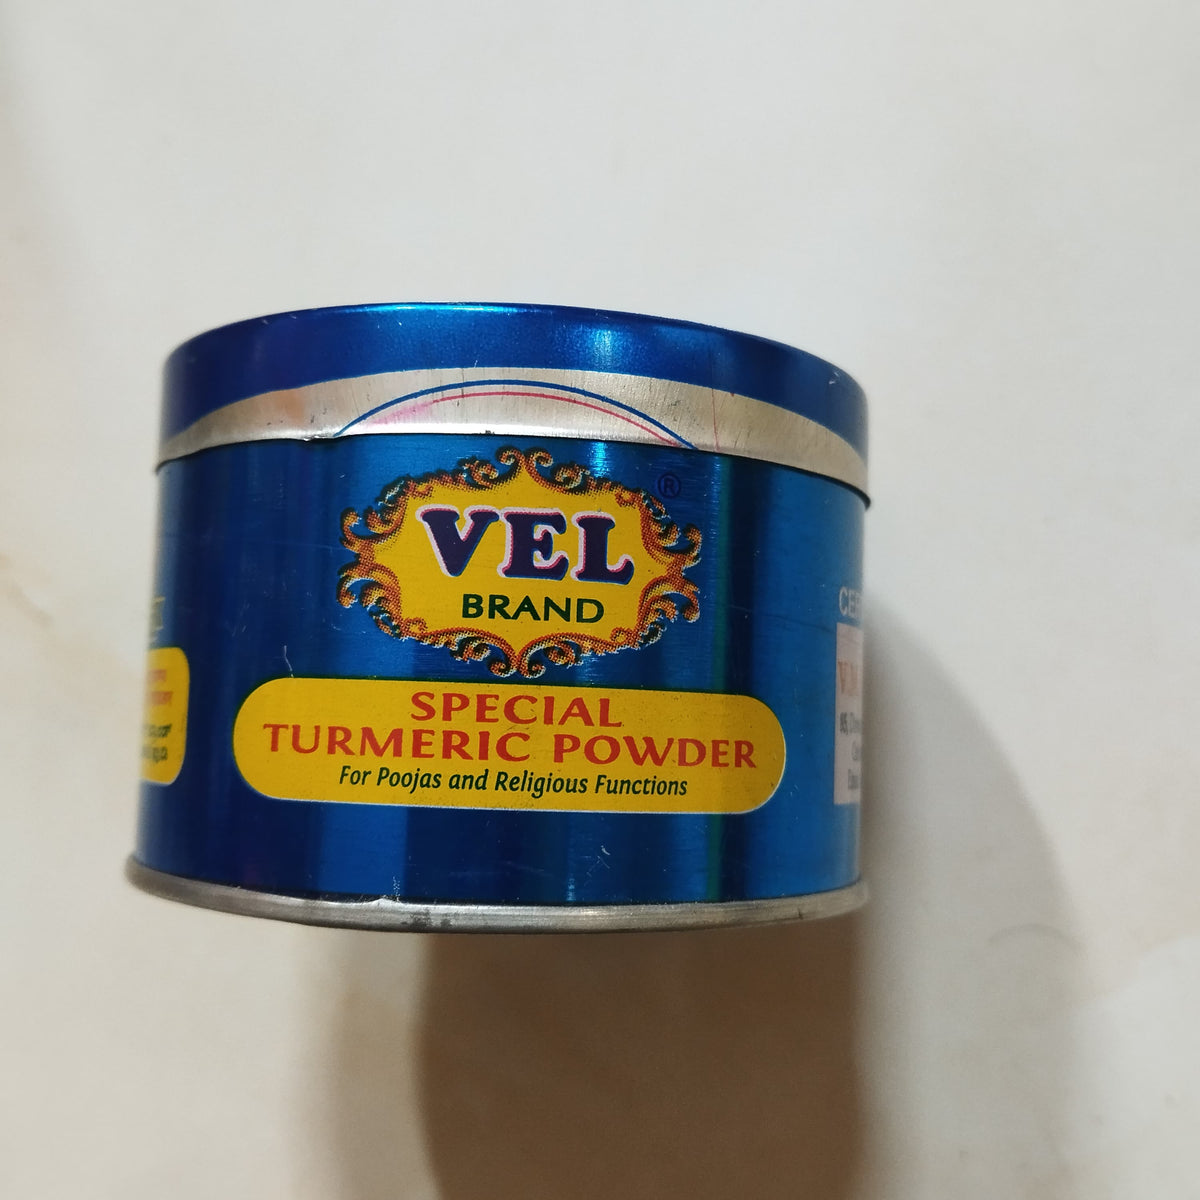 VEL
®
BRAND
SPECIAL
TURMERIC POWDER
For Poojas and Religious Functions